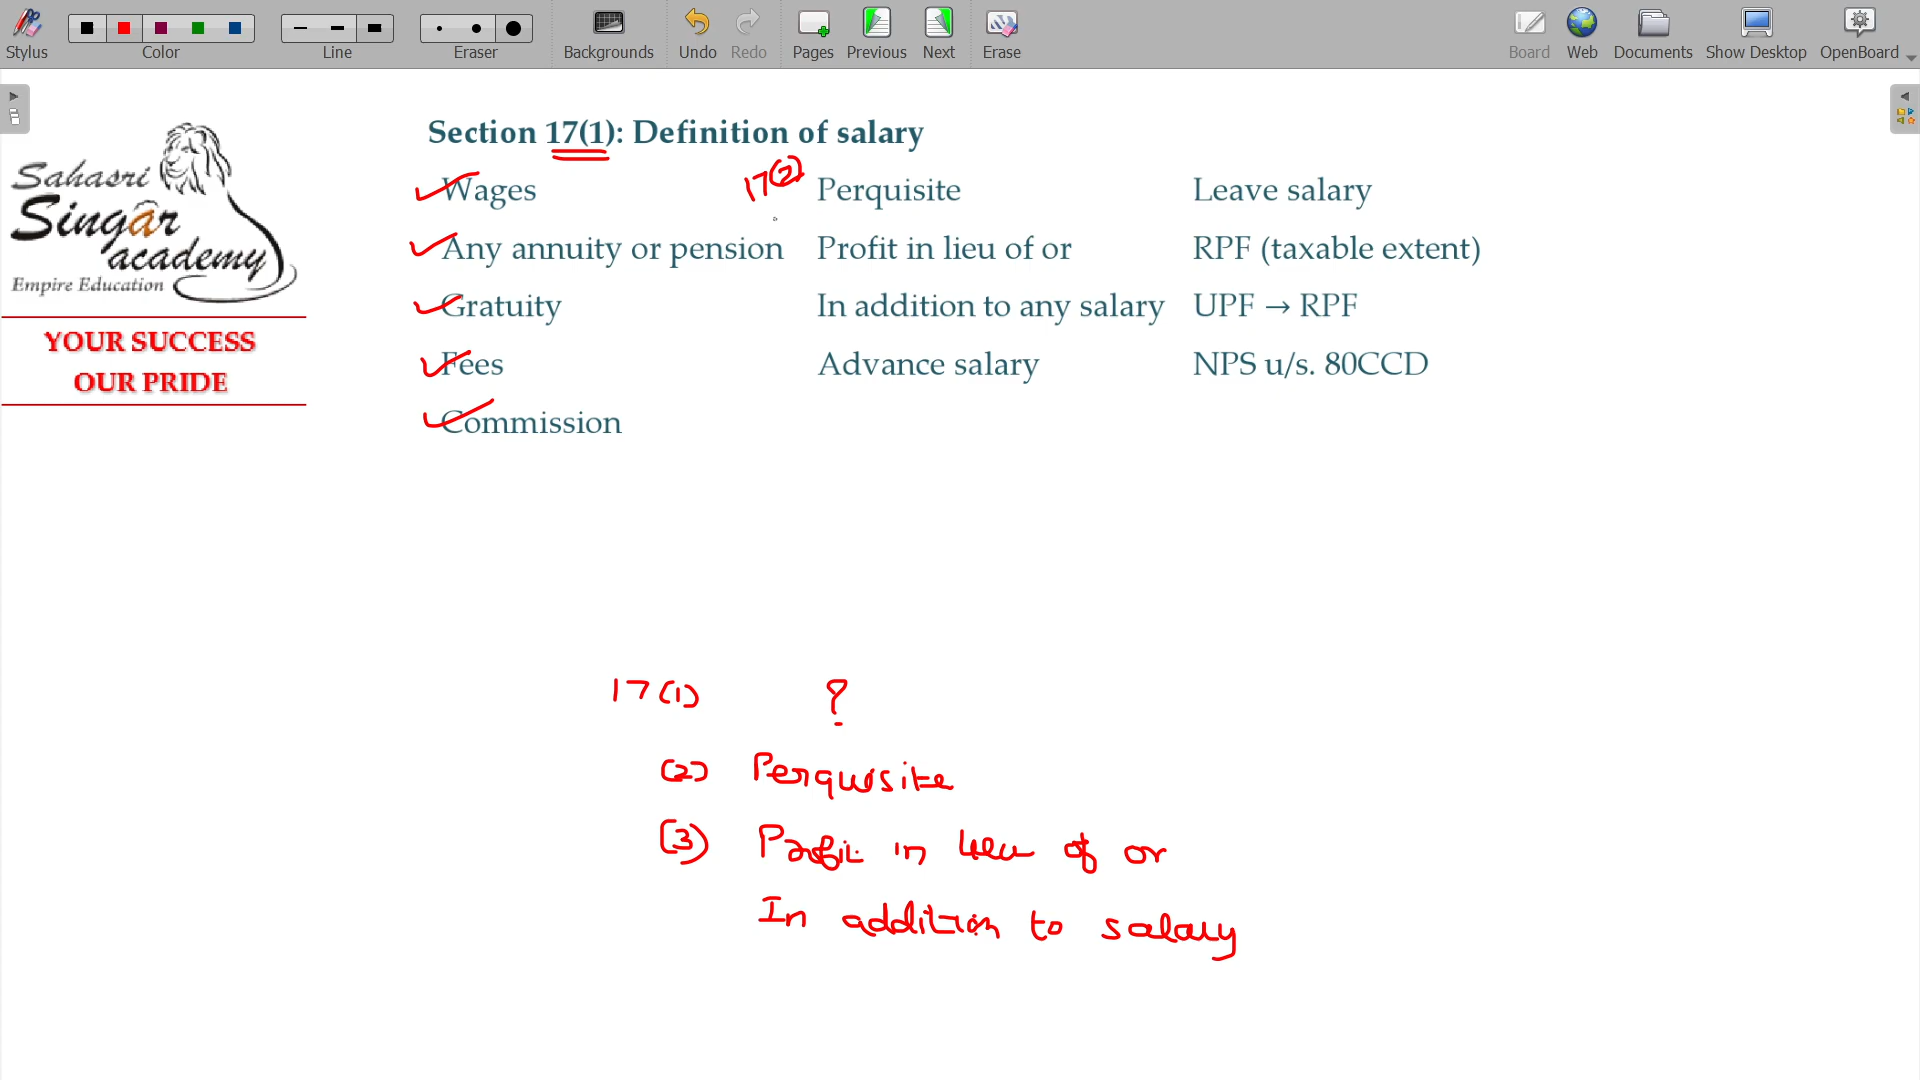 Stylus Color Line Eraser Backgrounds Undo Redo Pages Previous Next Erase Board Web Documents Show Desktop OpenBoard
Sahasri
Singar
academy
Empire Education
YOUR SUCCESS
OUR PRIDE
Section 17(1): Definition of salary
Wages 17(2) Perquisite Leave salary
Any annuity or pension Profit in lieu of or RPF (taxable extent)
Gratuity In addition to any salary UPF → RPF
Fees Advance salary NPS u/s. 80CCD
Commission
17(1) ?
(2) Perquisite
(3) Profit in lieu of or
In addition to salary